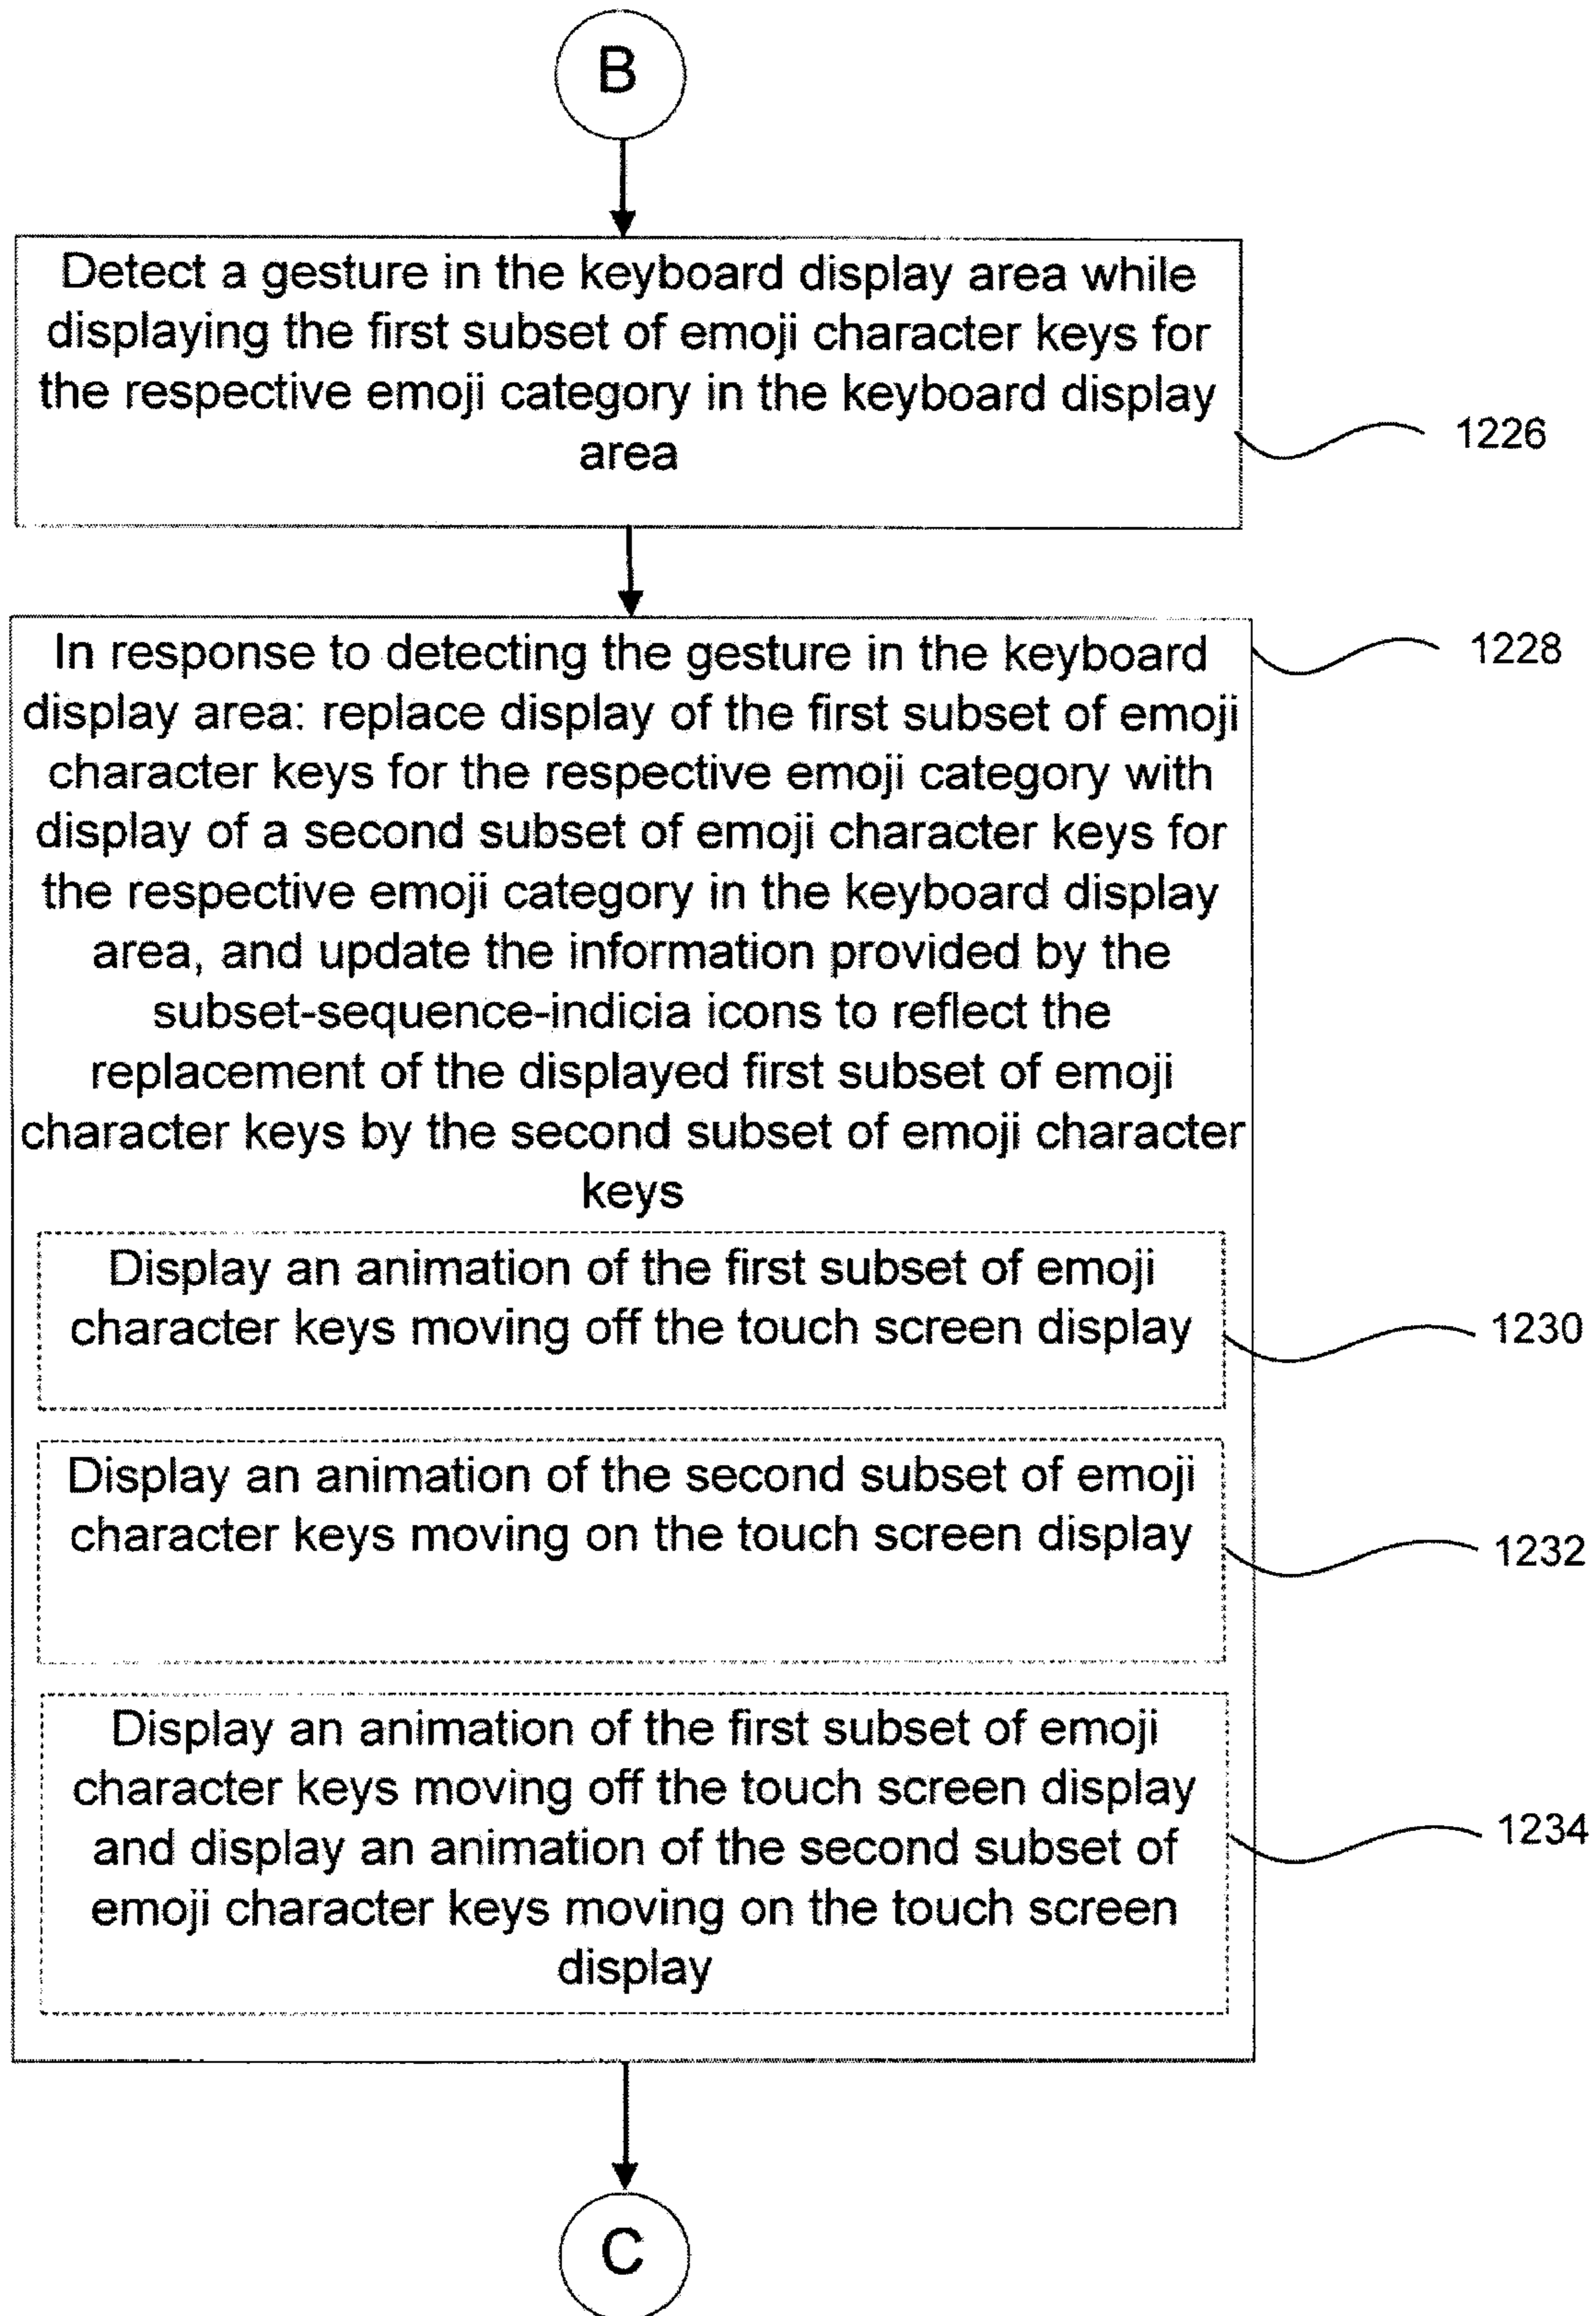 B
Detect a gesture in the keyboard display area while
displaying the first subset of emoji character keys for
the respective emoji category in the keyboard display
area
1226
In response to detecting the gesture in the keyboard
display area: replace display of the first subset of emoji
character keys for the respective emoji category with
display of a second subset of emoji character keys for
the respective emoji category in the keyboard display
area, and update the information provided by the
subset-sequence-indicia icons to reflect the
replacement of the displayed first subset of emoji
character keys by the second subset of emoji character
keys
1228
Display an animation of the first subset of emoji
character keys moving off the touch screen display
1230
Display an animation of the second subset of emoji
character keys moving on the touch screen display
1232
Display an animation of the first subset of emoji
character keys moving off the touch screen display
and display an animation of the second subset of
emoji character keys moving on the touch screen
display
1234
C